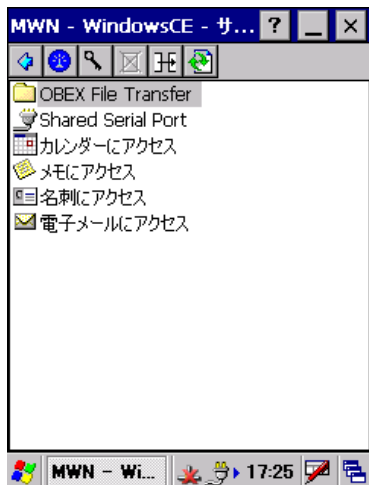 MWN - WindowsCE - サ... ? _ ×
OBEX File Transfer
Shared Serial Port
カレンダーにアクセス
メモにアクセス
名刺にアクセス
電子メールにアクセス
MWN - Wi... 17:25